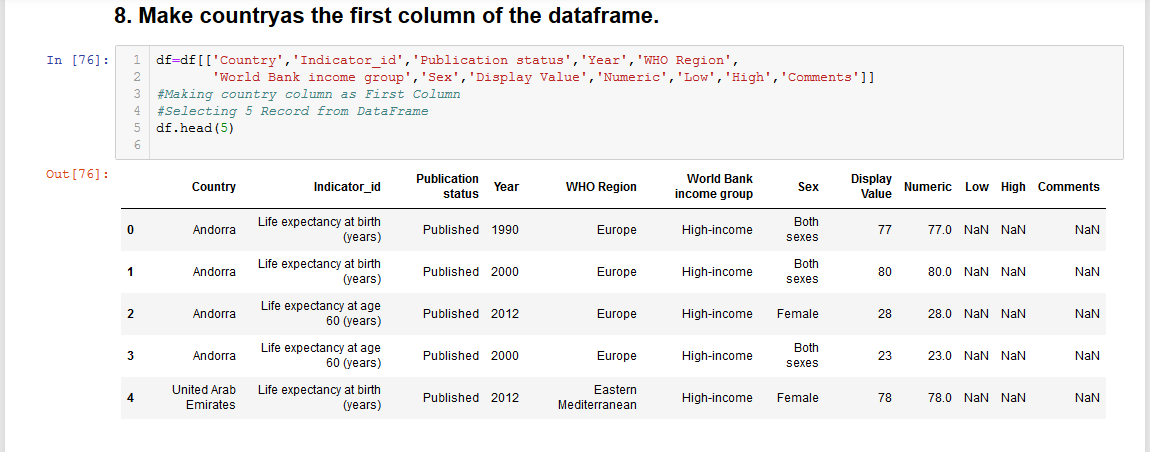 8. Make countryas the first column of the dataframe.
In [76]:
1 df=df[['Country','Indicator_id','Publication status','Year','WHO Region',
2 'World Bank income group','Sex','Display Value','Numeric','Low','High','Comments']]
3 #Making country column as First Column
4 #Selecting 5 Record from DataFrame
5 df.head(5)
6
Out[76]:
Country Indicator_id Publication status Year WHO Region World Bank income group Sex Display Value Numeric Low High Comments
0 Andorra Life expectancy at birth (years) Published 1990 Europe High-income Both sexes 77 77.0 NaN NaN NaN
1 Andorra Life expectancy at birth (years) Published 2000 Europe High-income Both sexes 80 80.0 NaN NaN NaN
2 Andorra Life expectancy at age 60 (years) Published 2012 Europe High-income Female 28 28.0 NaN NaN NaN
3 Andorra Life expectancy at age 60 (years) Published 2000 Europe High-income Both sexes 23 23.0 NaN NaN NaN
4 United Arab Emirates Life expectancy at birth (years) Published 2012 Eastern Mediterranean High-income Female 78 78.0 NaN NaN NaN